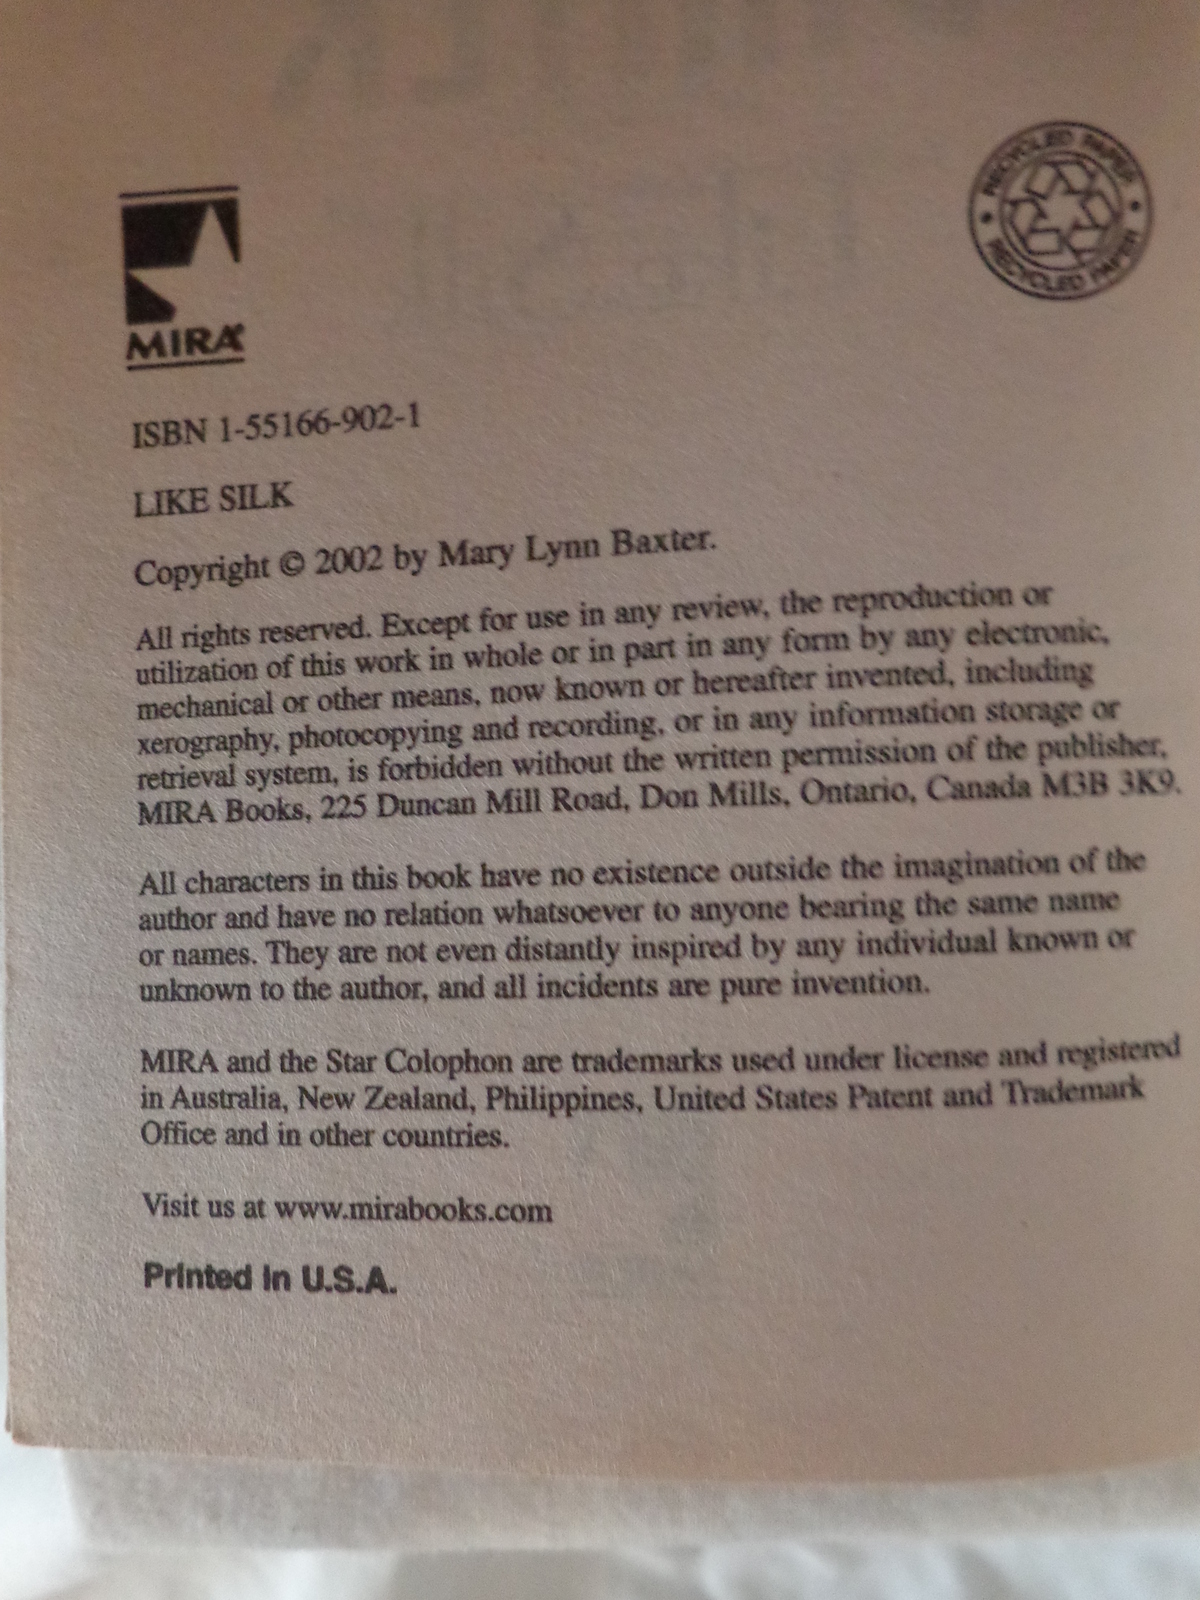 RECYCLED PAPER
RECYCLED PAPER
MIRA
ISBN 1-55166-902-1
LIKE SILK
Copyright © 2002 by Mary Lynn Baxter.
All rights reserved. Except for use in any review, the reproduction or
utilization of this work in whole or in part in any form by any electronic,
mechanical or other means, now known or hereafter invented, including
xerography, photocopying and recording, or in any information storage or
retrieval system, is forbidden without the written permission of the publisher,
MIRA Books, 225 Duncan Mill Road, Don Mills, Ontario, Canada M3B 3K9.
All characters in this book have no existence outside the imagination of the
author and have no relation whatsoever to anyone bearing the same name
or names. They are not even distantly inspired by any individual known or
unknown to the author, and all incidents are pure invention.
MIRA and the Star Colophon are trademarks used under license and registered
in Australia, New Zealand, Philippines, United States Patent and Trademark
Office and in other countries.
Visit us at www.mirabooks.com
Printed in U.S.A.